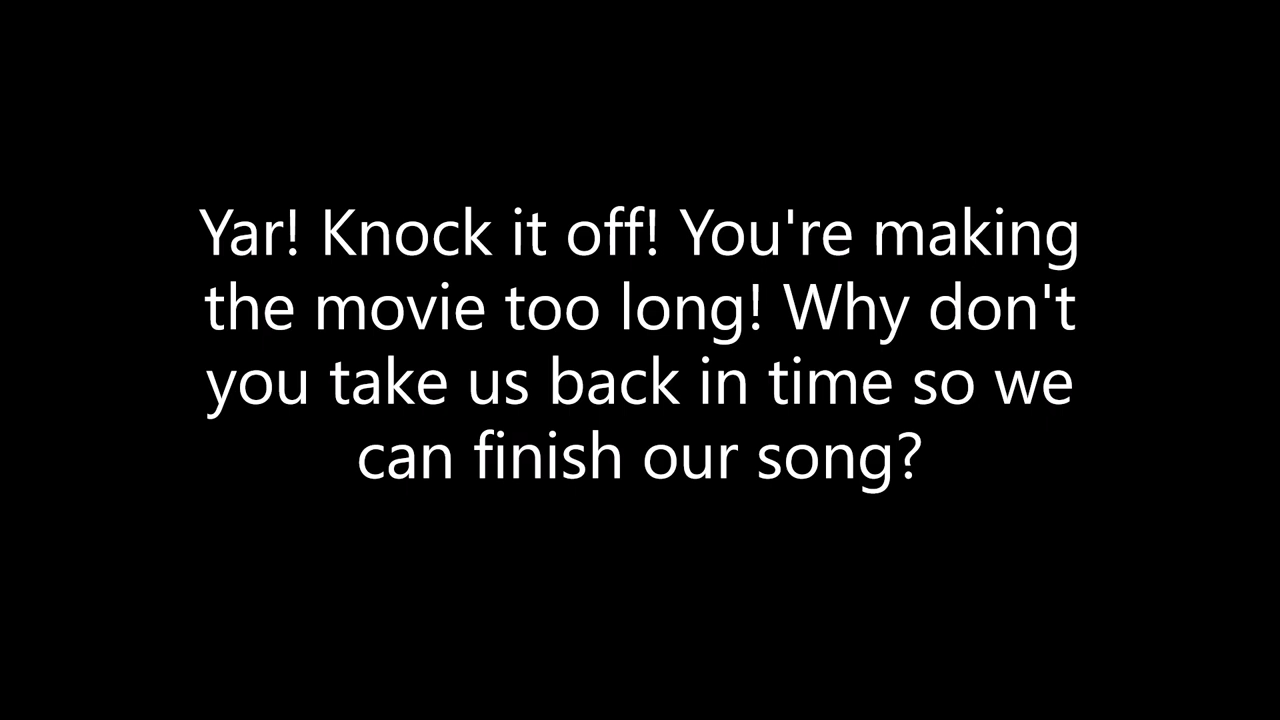 Yar! Knock it off! You're making
the movie too long! Why don't
you take us back in time so we
can finish our song?